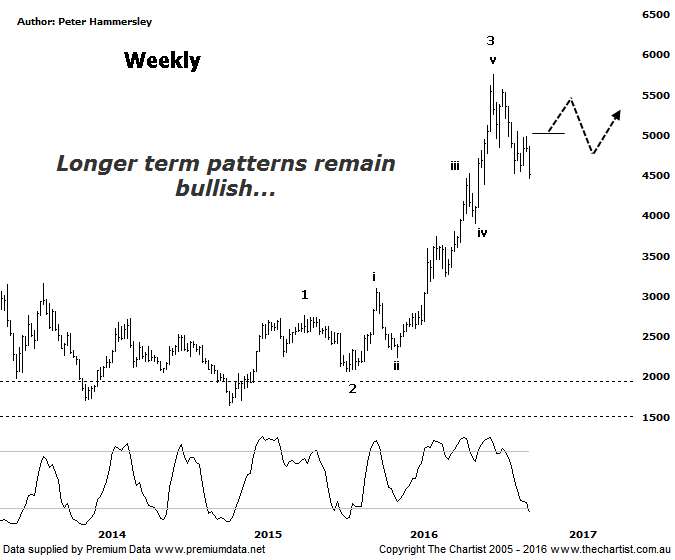 Author: Peter Hammersley
Weekly
Longer term patterns remain
bullish...
6500
6000
5500
5000
4500
4000
3500
3000
2500
2000
1500
3
v
iii
iv
i
1
ii
2
2014 2015 2016 2017
Data supplied by Premium Data www.premiumdata.net Copyright The Chartist 2005 - 2016 www.thechartist.com.au